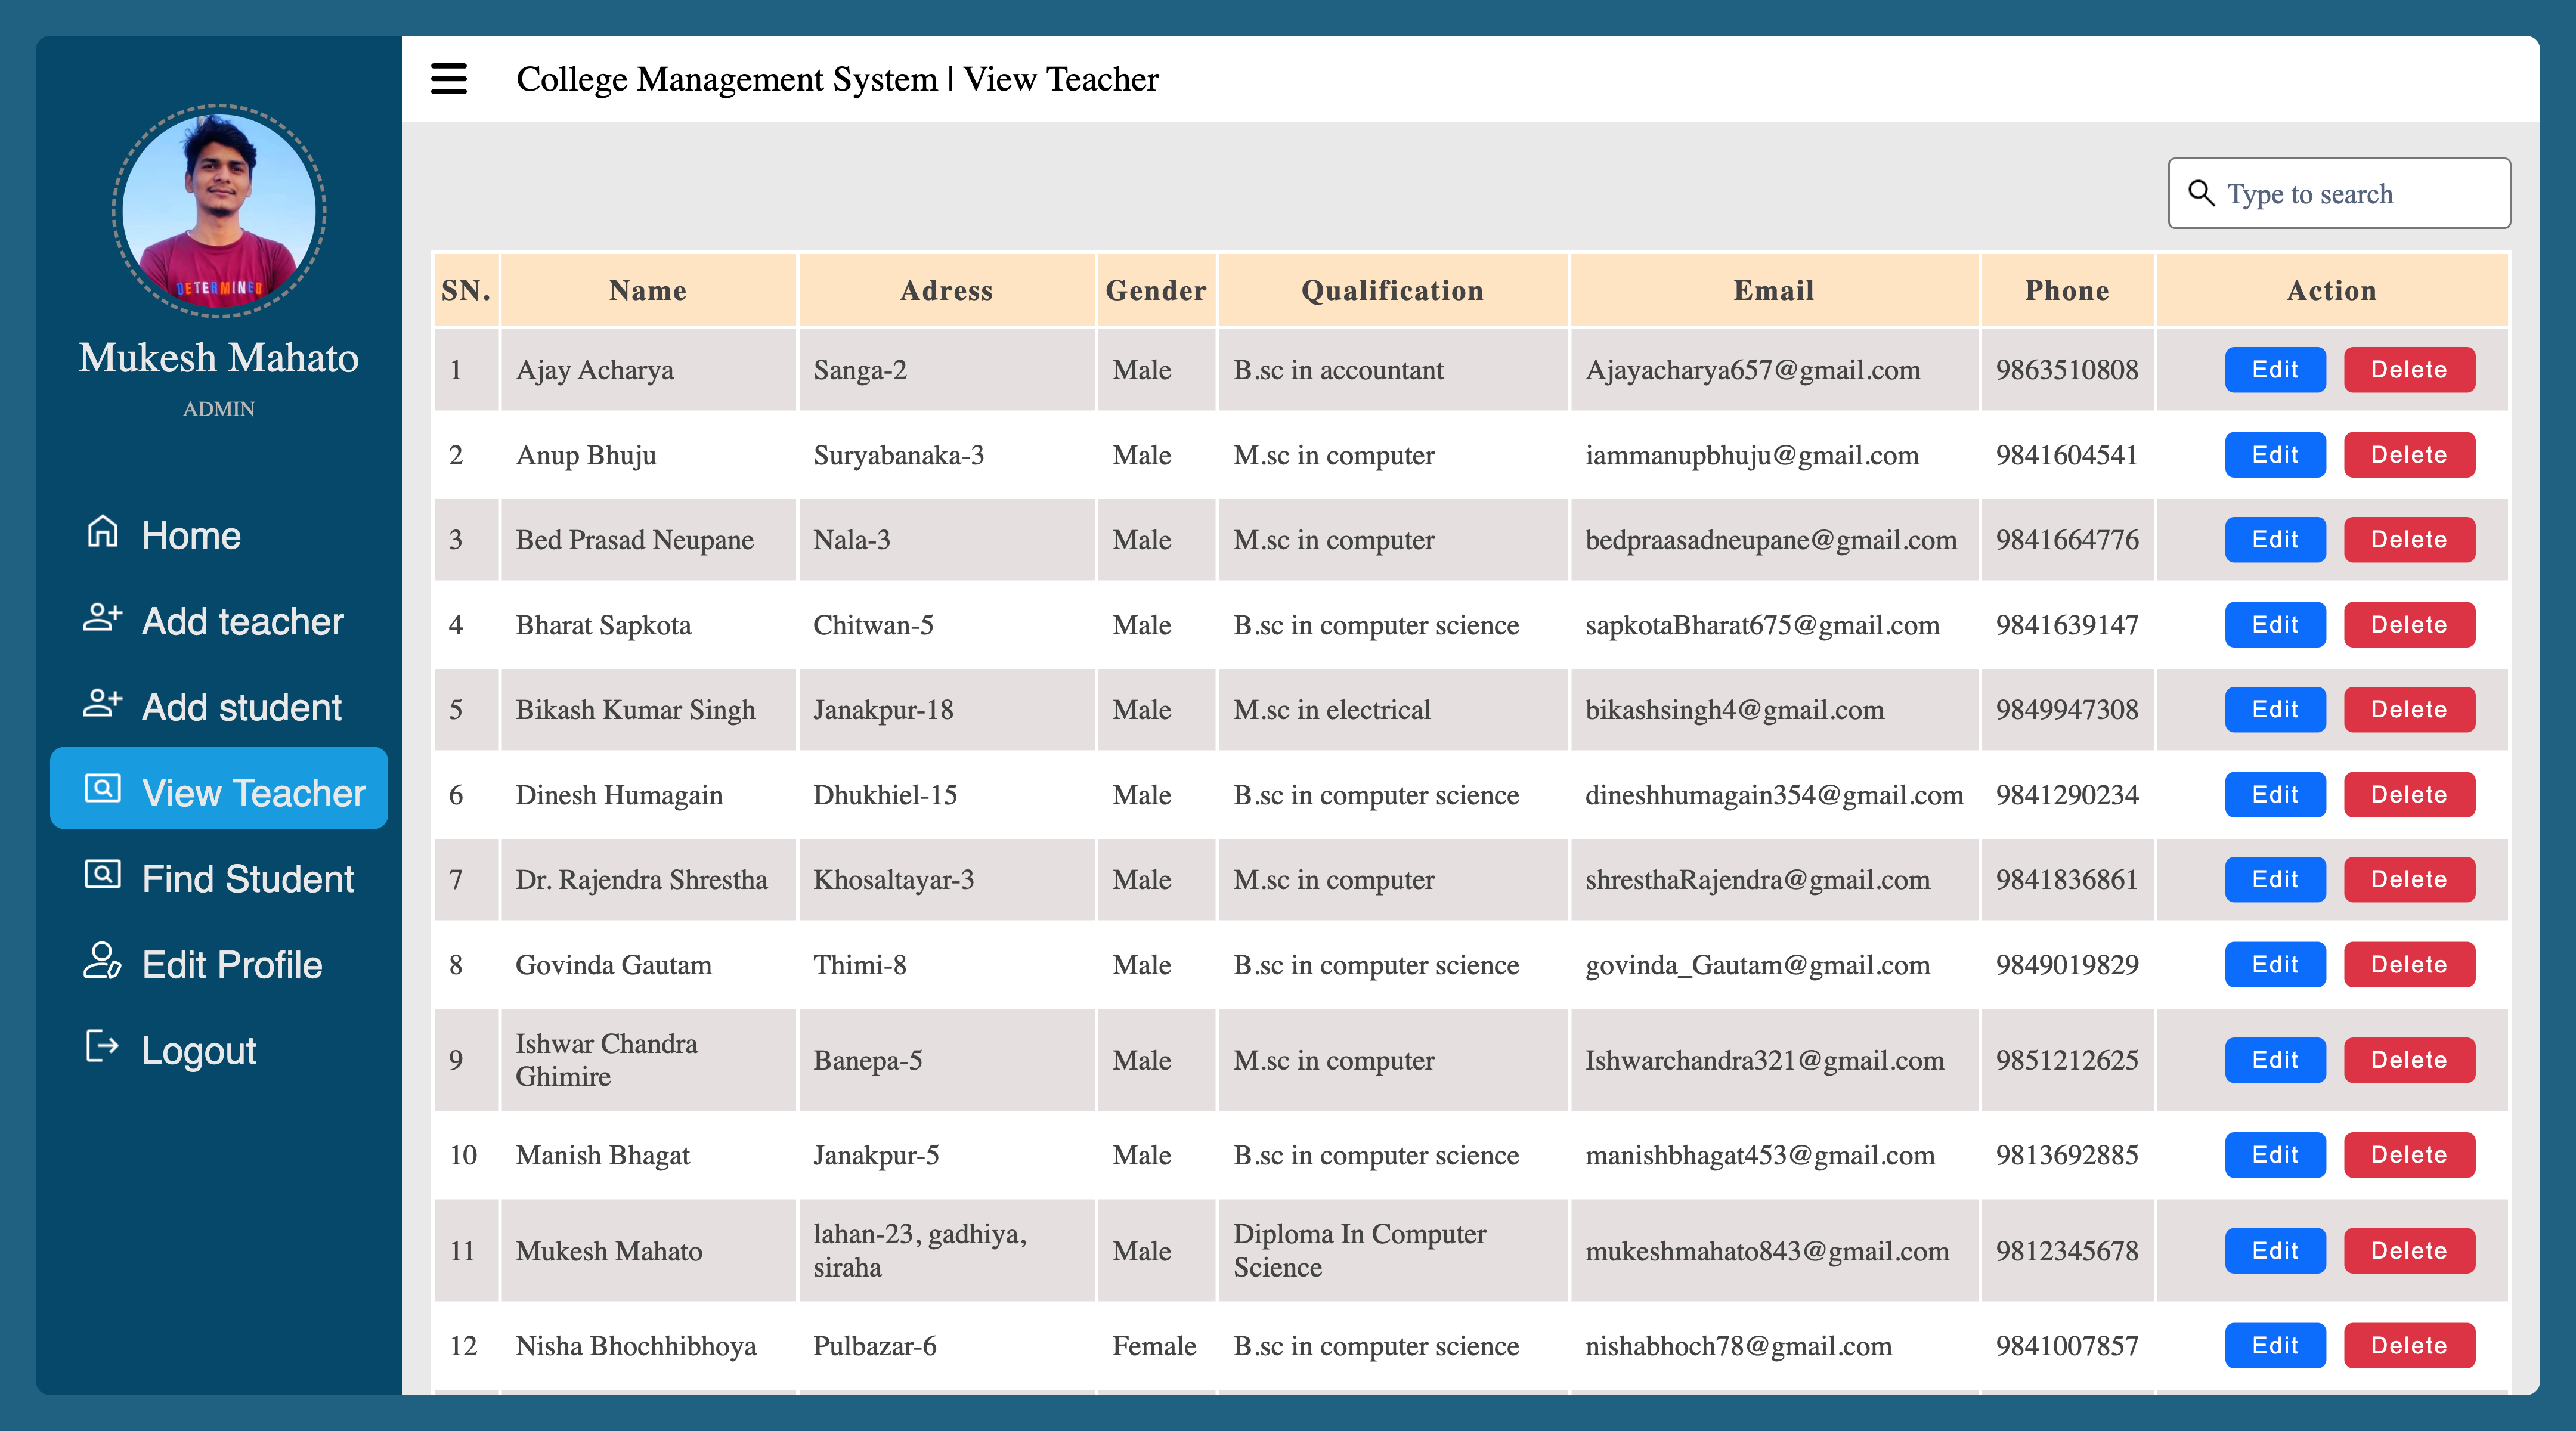 College Management System | View Teacher
DETERMINED
Mukesh Mahato
ADMIN
Home
Add teacher
Add student
View Teacher
Find Student
Edit Profile
Logout
Type to search
SN. Name Adress Gender Qualification Email Phone Action
1 Ajay Acharya Sanga-2 Male B.sc in accountant Ajayacharya657@gmail.com 9863510808 Edit Delete
2 Anup Bhuju Suryabanaka-3 Male M.sc in computer iammanupbhuju@gmail.com 9841604541 Edit Delete
3 Bed Prasad Neupane Nala-3 Male M.sc in computer bedpraasadneupane@gmail.com 9841664776 Edit Delete
4 Bharat Sapkota Chitwan-5 Male B.sc in computer science sapkotaBharat675@gmail.com 9841639147 Edit Delete
5 Bikash Kumar Singh Janakpur-18 Male M.sc in electrical bikashsingh4@gmail.com 9849947308 Edit Delete
6 Dinesh Humagain Dhukhiel-15 Male B.sc in computer science dineshhumagain354@gmail.com 9841290234 Edit Delete
7 Dr. Rajendra Shrestha Khosaltayar-3 Male M.sc in computer shresthaRajendra@gmail.com 9841836861 Edit Delete
8 Govinda Gautam Thimi-8 Male B.sc in computer science govinda_Gautam@gmail.com 9849019829 Edit Delete
9 Ishwar Chandra
Ghimire Banepa-5 Male M.sc in computer Ishwarchandra321@gmail.com 9851212625 Edit Delete
10 Manish Bhagat Janakpur-5 Male B.sc in computer science manishbhagat453@gmail.com 9813692885 Edit Delete
11 Mukesh Mahato lahan-23, gadhiya,
siraha Male Diploma In Computer
Science mukeshmahato843@gmail.com 9812345678 Edit Delete
12 Nisha Bhochhibhoya Pulbazar-6 Female B.sc in computer science nishabhoch78@gmail.com 9841007857 Edit Delete